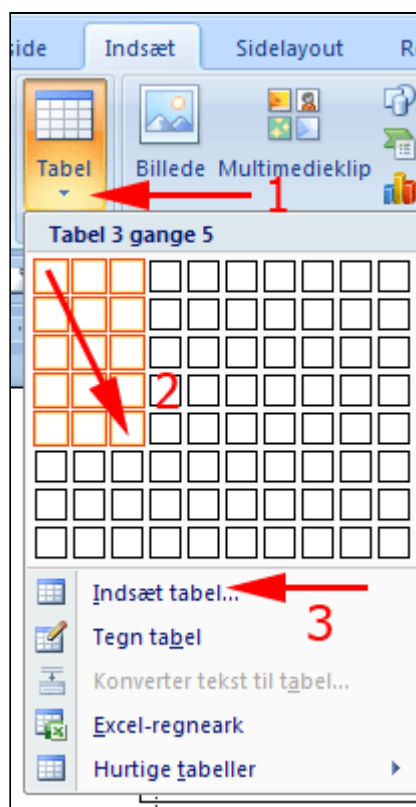 side Indsæt Sidelayout R
Tabel Billede Multimedieklip
1
Tabel 3 gange 5
2
Indsæt tabel...
3
Tegn tabel
Konverter tekst til tabel...
Excel-regneark
Hurtige tabeller